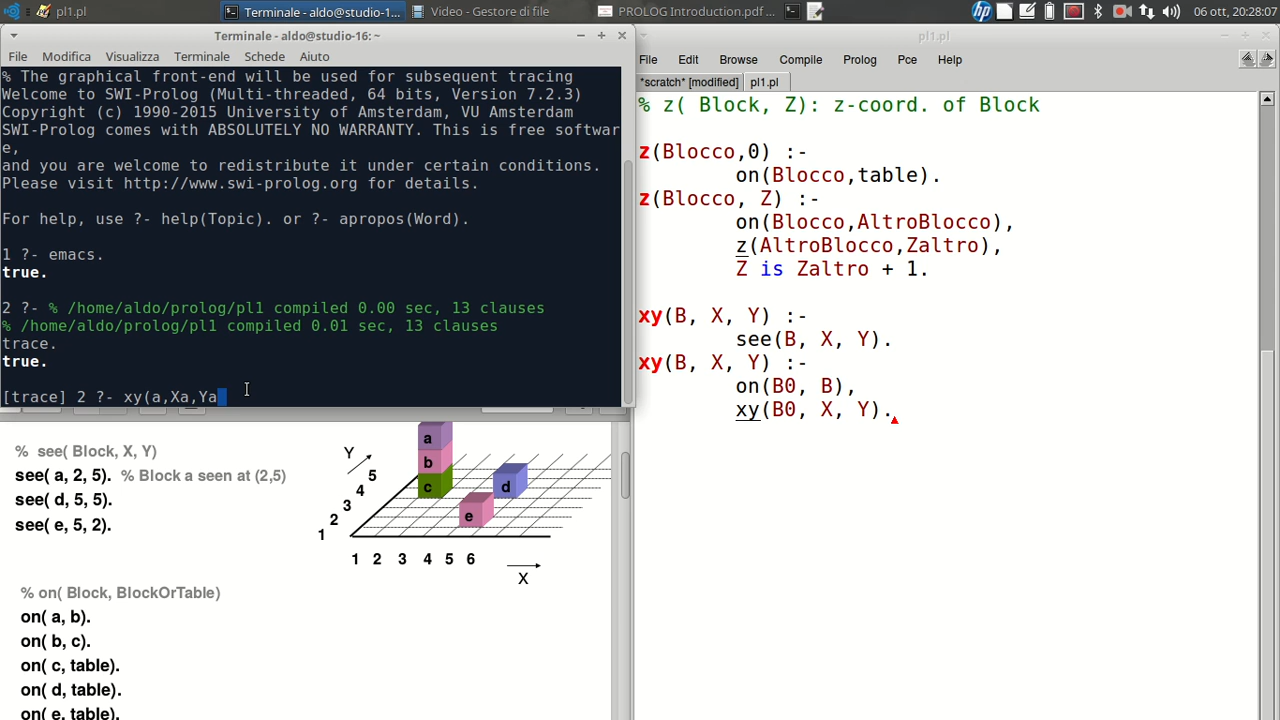 pl1.pl
Terminale - aldo@studio-1...
Video - Gestore di file
PROLOG Introduction.pdf ...
06 ott, 20:28:07
Terminale - aldo@studio-16: ~
File Modifica Visualizza Terminale Schede Aiuto
% The graphical front-end will be used for subsequent tracing
Welcome to SWI-Prolog (Multi-threaded, 64 bits, Version 7.2.3)
Copyright (c) 1990-2015 University of Amsterdam, VU Amsterdam
SWI-Prolog comes with ABSOLUTELY NO WARRANTY. This is free softwar
e,
and you are welcome to redistribute it under certain conditions.
Please visit http://www.swi-prolog.org for details.
For help, use ?- help(Topic). or ?- apropos(Word).
1 ?- emacs.
true.
2 ?- % /home/aldo/prolog/pl1 compiled 0.00 sec, 13 clauses
% /home/aldo/prolog/pl1 compiled 0.01 sec, 13 clauses
trace.
true.
[trace] 2 ?- xy(a,Xa,Ya
pl1.pl
File Edit Browse Compile Prolog Pce Help
*scratch* [modified] pl1.pl
% z( Block, Z): z-coord. of Block
z(Blocco,0) :-
on(Blocco,table).
z(Blocco, Z) :-
on(Blocco,AltroBlocco),
z(AltroBlocco,Zaltro),
Z is Zaltro + 1.
xy(B, X, Y) :-
see(B, X, Y).
xy(B, X, Y) :-
on(B0, B),
xy(B0, X, Y).
% see( Block, X, Y)
see( a, 2, 5). % Block a seen at (2,5)
see( d, 5, 5).
see( e, 5, 2).
% on( Block, BlockOrTable)
on( a, b).
on( b, c).
on( c, table).
on( d, table).
on( e, table).
a
b
c
d
e
Y
5
4
3
2
1
1 2 3 4 5 6
X